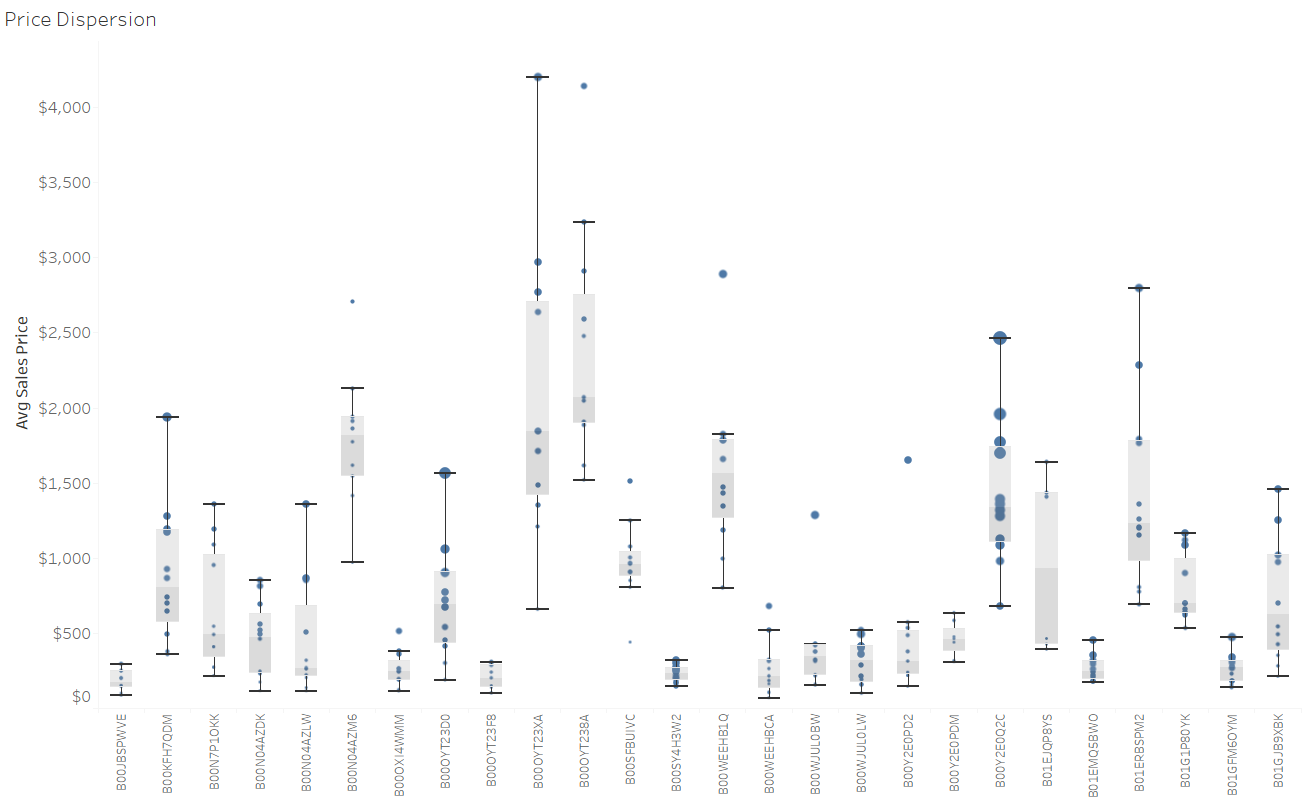 Price Dispersion
Avg Sales Price
$4,000
$3,500
$3,000
$2,500
$2,000
$1,500
$1,000
$500
$0
B00JBSPWVE
B00KFH7QDM
B00N7P1OKK
B00N04AZDK
B00N04AZLW
B00N04AZM6
B00OXI4WMM
B00OYT23D0
B00OYT23F8
B00OYT23XA
B00OYT238A
B00SFBUIVC
B00SY4H3W2
B00WEEHB1Q
B00WEEHBCA
B00WJUL0BW
B00WJUL0LW
B00Y2E0PD2
B00Y2E0PDM
B00Y2E0Q2C
B01EJQP8YS
B01EMQ5BWO
B01ERBSPM2
B01G1P80YK
B01GFM6OYM
B01GJB9XBK